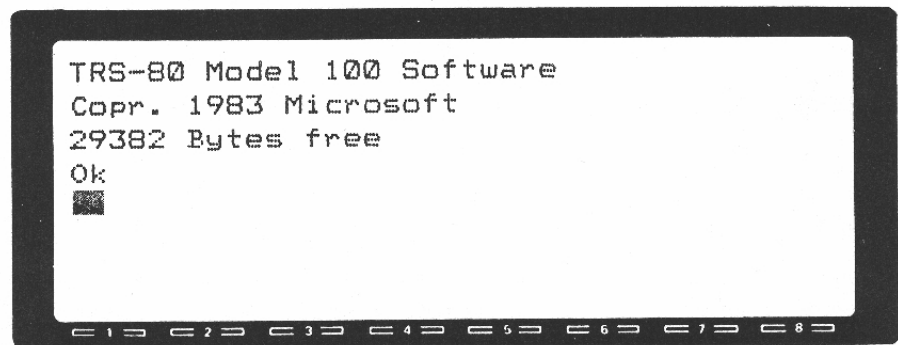 TRS-80 Model 100 Software
Copr. 1983 Microsoft
29382 Bytes free
Ok
1 2 3 4 5 6 7 8